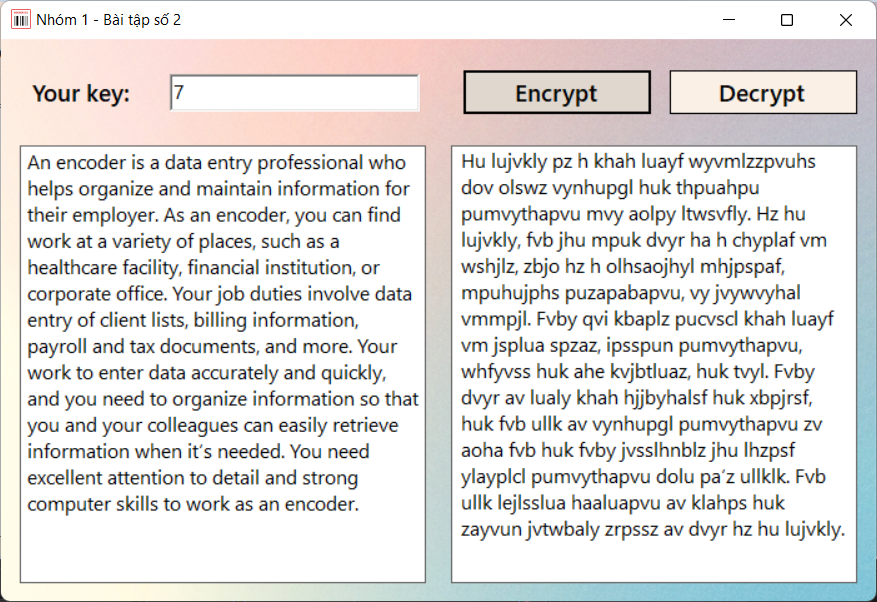 Nhóm 1 - Bài tập số 2
Your key:
7
Encrypt
Decrypt
An encoder is a data entry professional who
helps organize and maintain information for
their employer. As an encoder, you can find
work at a variety of places, such as a
healthcare facility, financial institution, or
corporate office. Your job duties involve data
entry of client lists, billing information,
payroll and tax documents, and more. Your
work to enter data accurately and quickly,
and you need to organize information so that
you and your colleagues can easily retrieve
information when it’s needed. You need
excellent attention to detail and strong
computer skills to work as an encoder.
Hu lujvkly pz h khah luayf wyvmlzzpvuhs
dov olswz vynhupgl huk thpuahpu
pumvythapvu mvy aolpy ltwsvfly. Hz hu
lujvkly, fvb jhu mpuk dvyr ha h chyplaf vm
wshjlz, zbjo hz h olhsaojhyl mhjpspaf,
mpuhujphs puzapabapvu, vy jvywvyhal
vmmpjl. Fvby qvi kbaplz pucvscl khah luayf
vm jsplua spzaz, ipsspun pumvythapvu,
whfyvss huk ahe kvjbtluaz, huk tvyl. Fvby
dvyr av lualy khah hjjbyhalsf huk xbpjrsf,
huk fvb ullk av vynhupgl pumvythapvu zv
aoha fvb huk fvby jvsslhnblz jhu lhzpsf
ylayplcl pumvythapvu dolu pa’z ullklk. Fvb
ullk lejlsslua haaluapvu av klahps huk
zayvun jvtwbaly zrpssz av dvyr hz hu lujvkly.